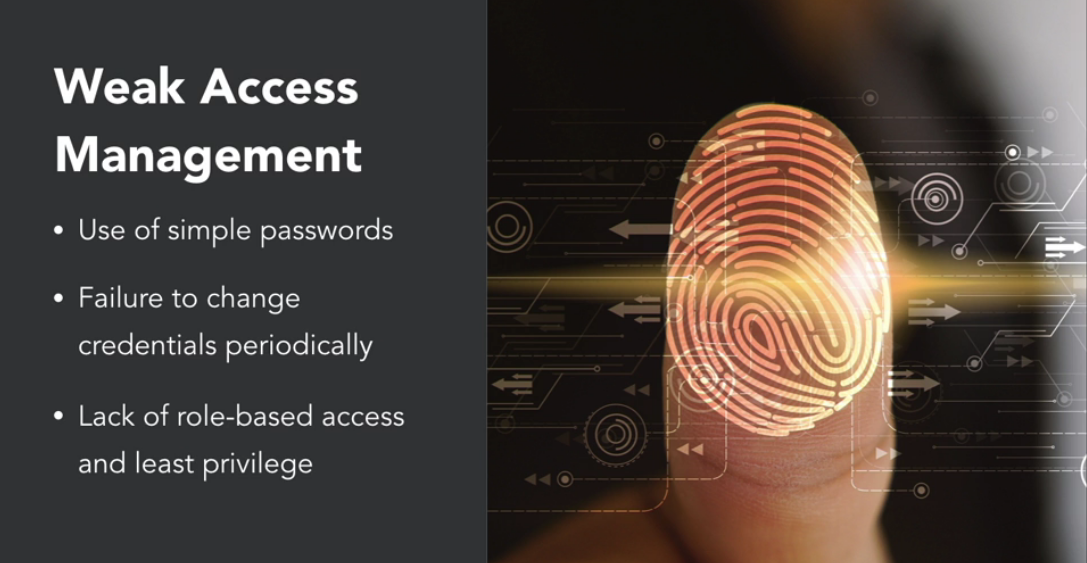 Weak Access
Management
• Use of simple passwords
• Failure to change
credentials periodically
• Lack of role-based access
and least privilege